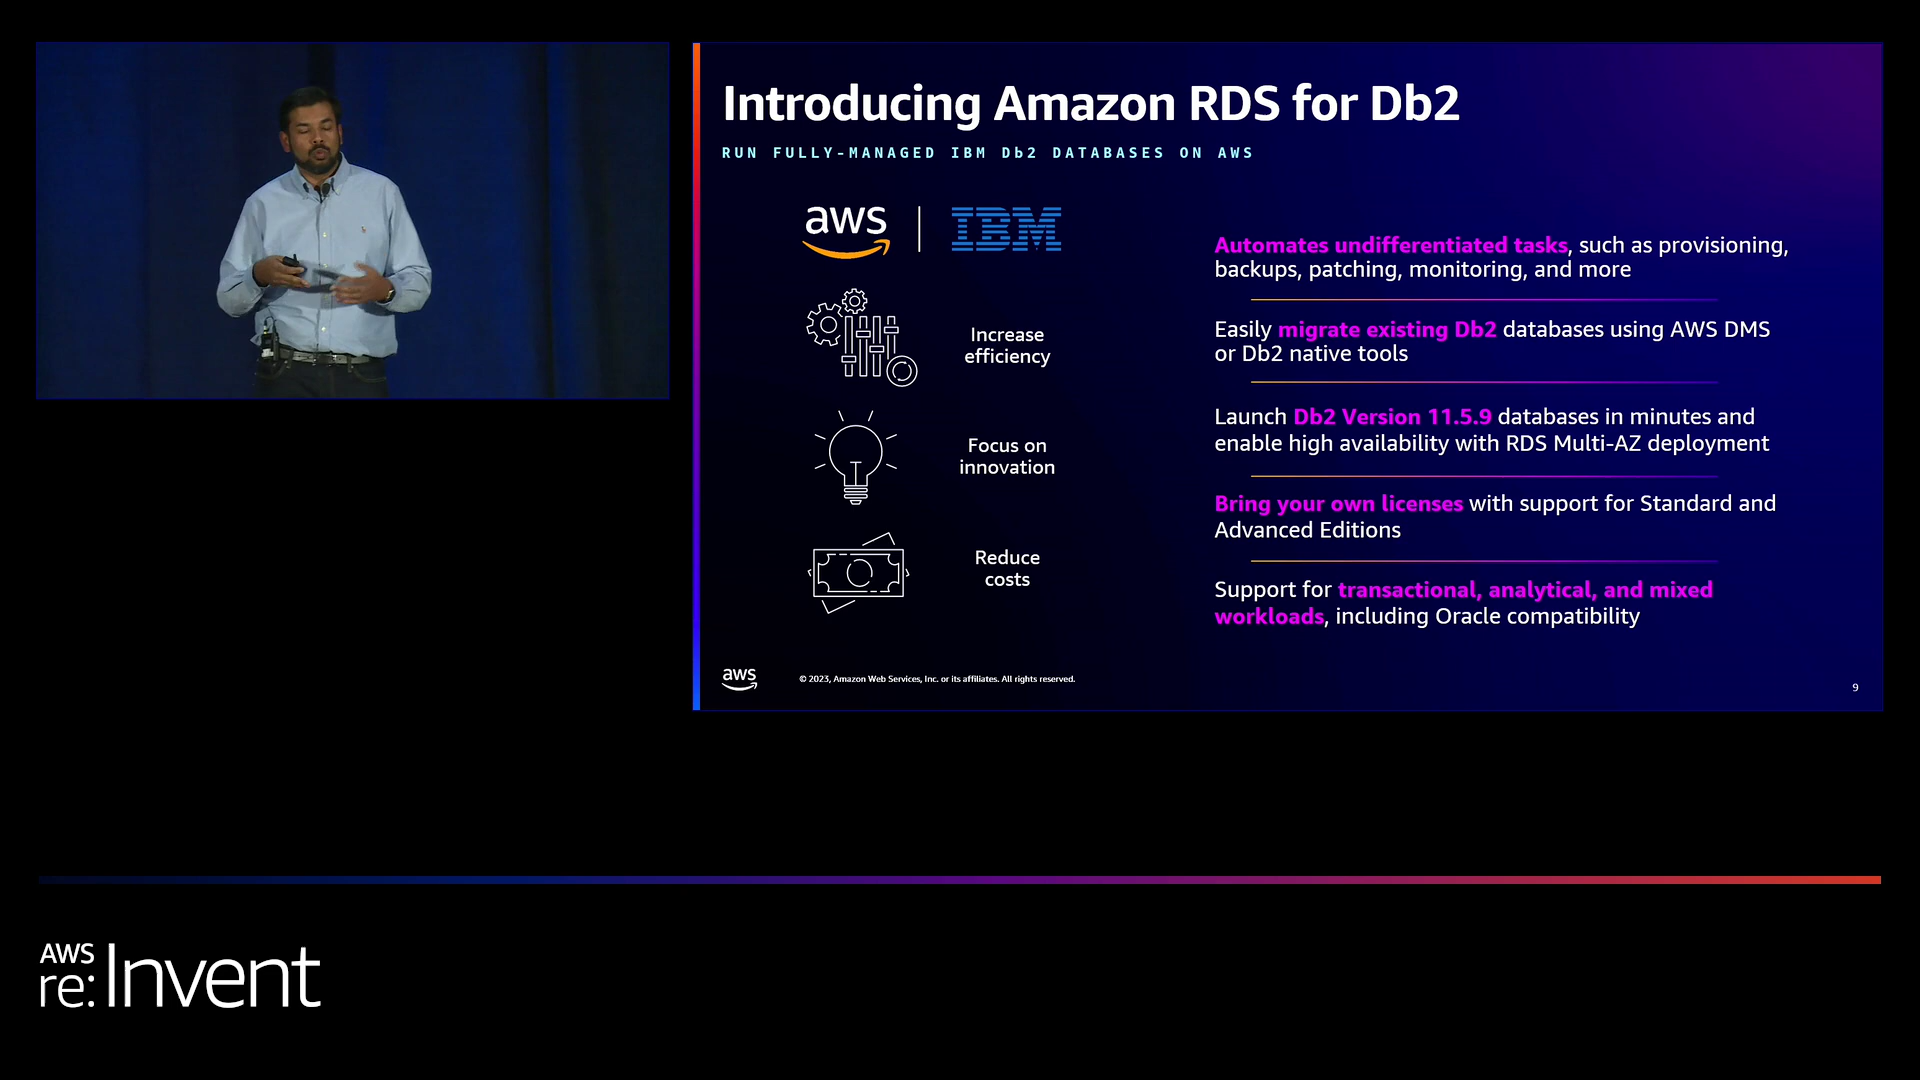 Introducing Amazon RDS for Db2
RUN FULLY-MANAGED IBM Db2 DATABASES ON AWS
aws
IBM
Increase
efficiency
Focus on
innovation
Reduce
costs
Automates undifferentiated tasks, such as provisioning,
backups, patching, monitoring, and more
Easily migrate existing Db2 databases using AWS DMS
or Db2 native tools
Launch Db2 Version 11.5.9 databases in minutes and
enable high availability with RDS Multi-AZ deployment
Bring your own licenses with support for Standard and
Advanced Editions
Support for transactional, analytical, and mixed
workloads, including Oracle compatibility
aws
© 2023, Amazon Web Services, Inc. or its affiliates. All rights reserved.
9
AWS
re:Invent